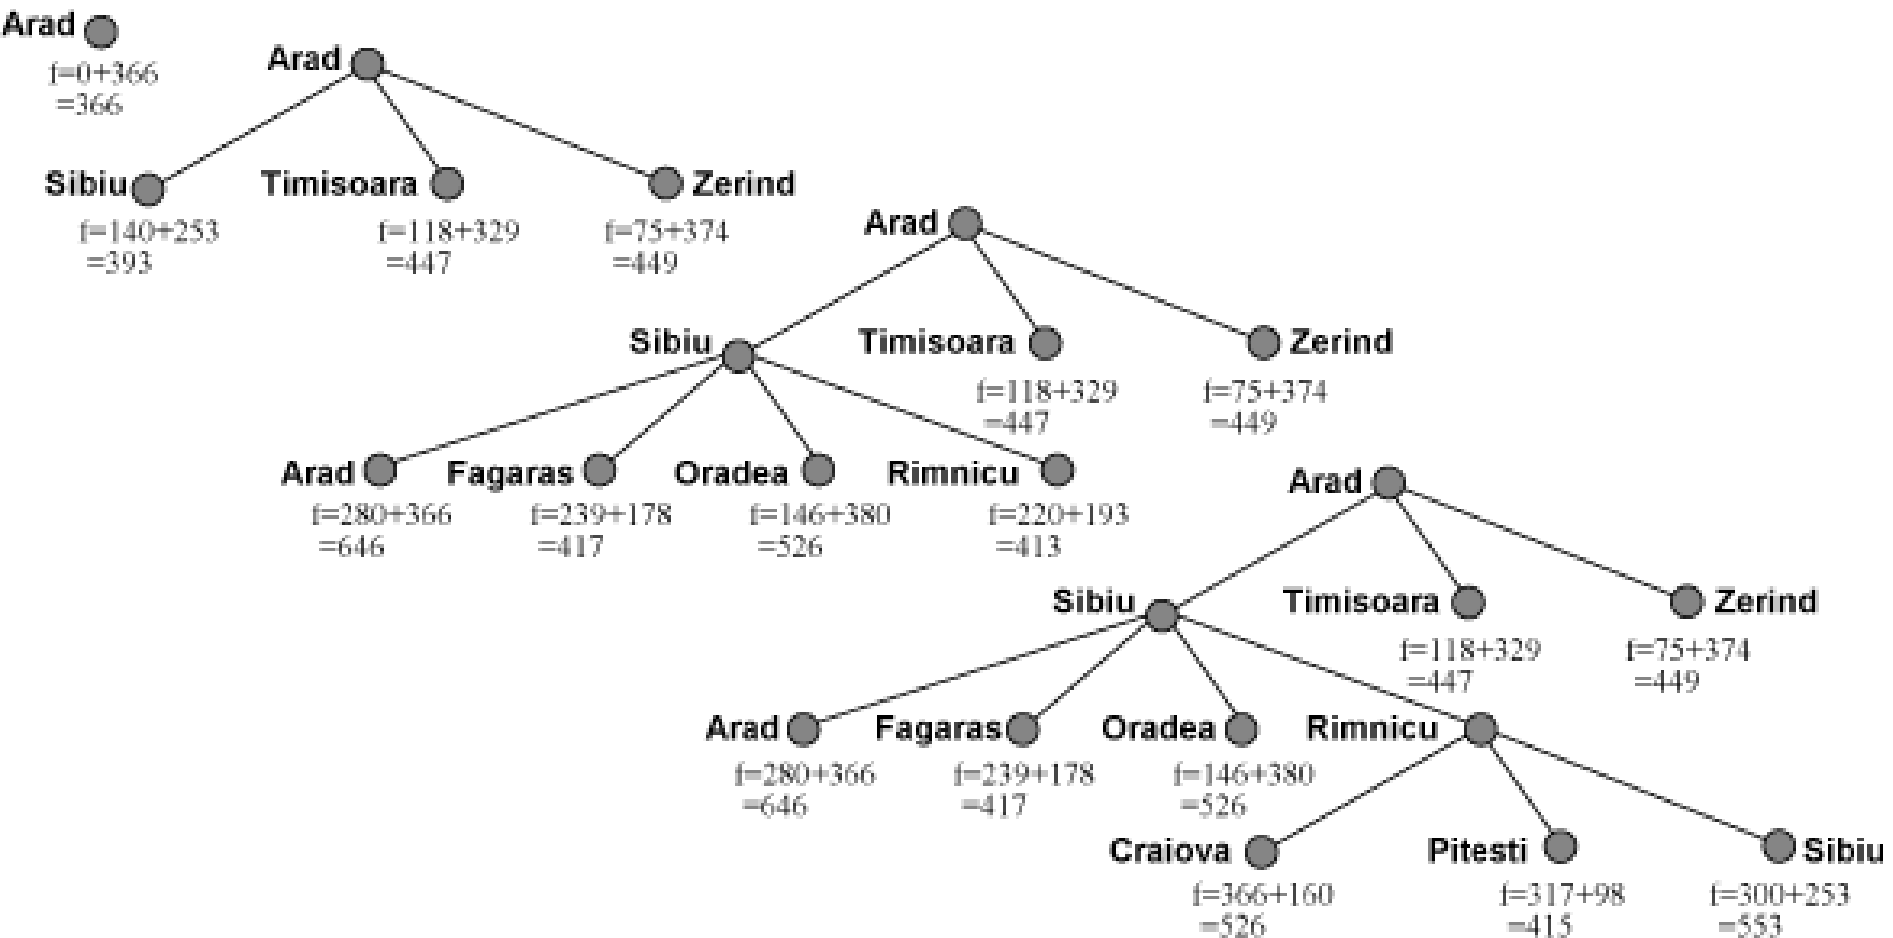 Arad
f=0+366
=366
Arad
Sibiu Timisoara Zerind
f=140+253 f=118+329 f=75+374
=393 =447 =449
Arad
Sibiu Timisoara Zerind
f=118+329 f=75+374
=447 =449
Arad Fagaras Oradea Rimnicu
f=280+366 f=239+178 f=146+380 f=220+193
=646 =417 =526 =413
Arad
Sibiu Timisoara Zerind
f=118+329 f=75+374
=447 =449
Arad Fagaras Oradea Rimnicu
f=280+366 f=239+178 f=146+380
=646 =417 =526
Craiova Pitesti Sibiu
f=366+160 f=317+98 f=300+253
=526 =415 =553